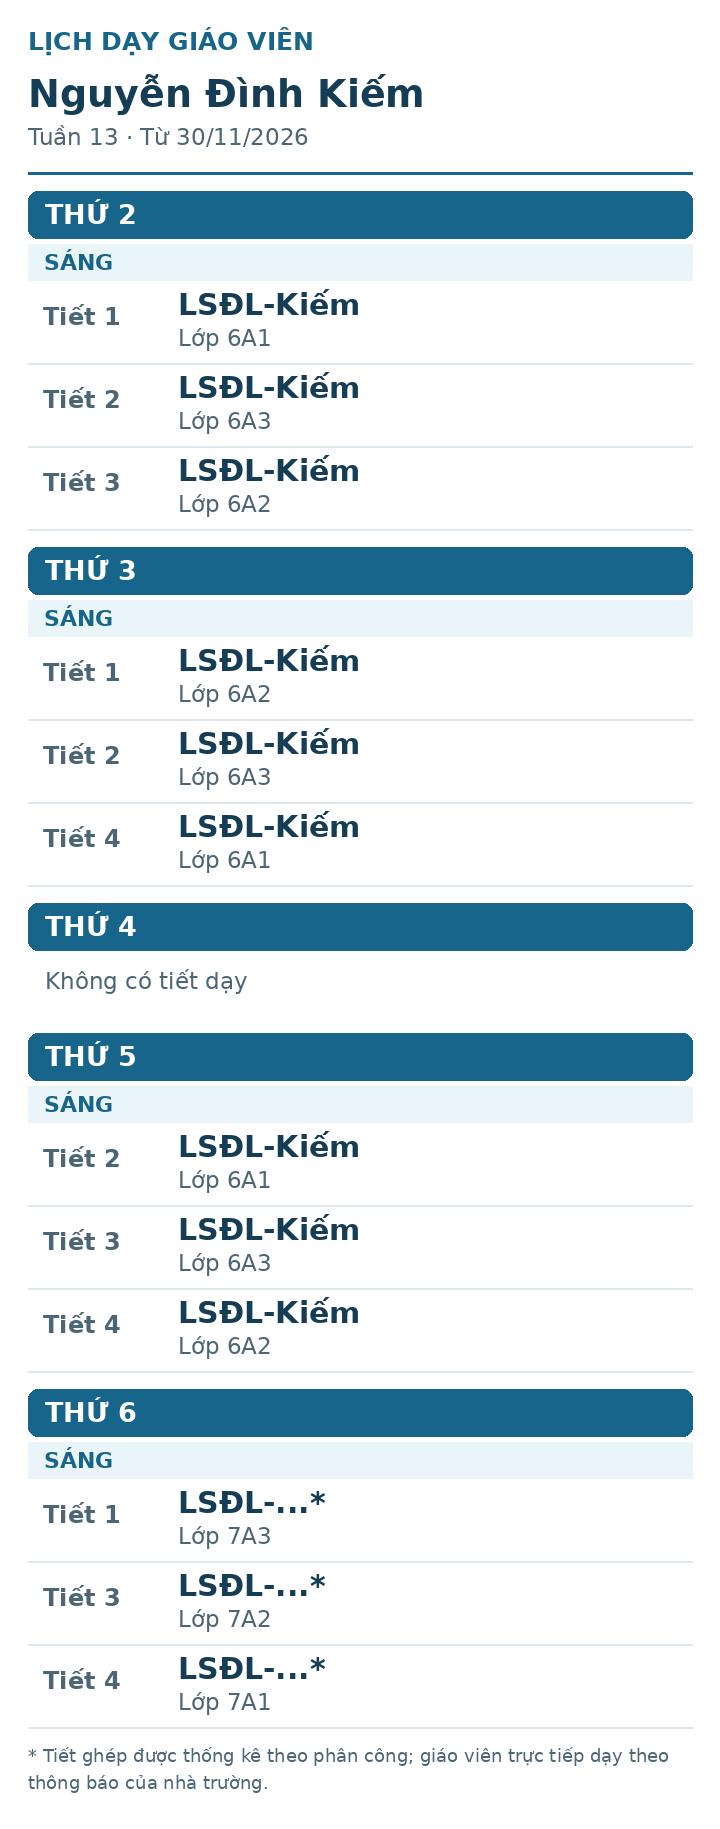 LỊCH DẠY GIÁO VIÊN
Nguyễn Đình Kiếm
Tuần 13 · Từ 30/11/2026
THỨ 2
SÁNG
Tiết 1
LSĐL-Kiếm
Lớp 6A1
Tiết 2
LSĐL-Kiếm
Lớp 6A3
Tiết 3
LSĐL-Kiếm
Lớp 6A2
THỨ 3
SÁNG
Tiết 1
LSĐL-Kiếm
Lớp 6A2
Tiết 2
LSĐL-Kiếm
Lớp 6A3
Tiết 4
LSĐL-Kiếm
Lớp 6A1
THỨ 4
Không có tiết dạy
THỨ 5
SÁNG
Tiết 2
LSĐL-Kiếm
Lớp 6A1
Tiết 3
LSĐL-Kiếm
Lớp 6A3
Tiết 4
LSĐL-Kiếm
Lớp 6A2
THỨ 6
SÁNG
Tiết 1
LSĐL-...*
Lớp 7A3
Tiết 3
LSĐL-...*
Lớp 7A2
Tiết 4
LSĐL-...*
Lớp 7A1
* Tiết ghép được thống kê theo phân công; giáo viên trực tiếp dạy theo
thông báo của nhà trường.